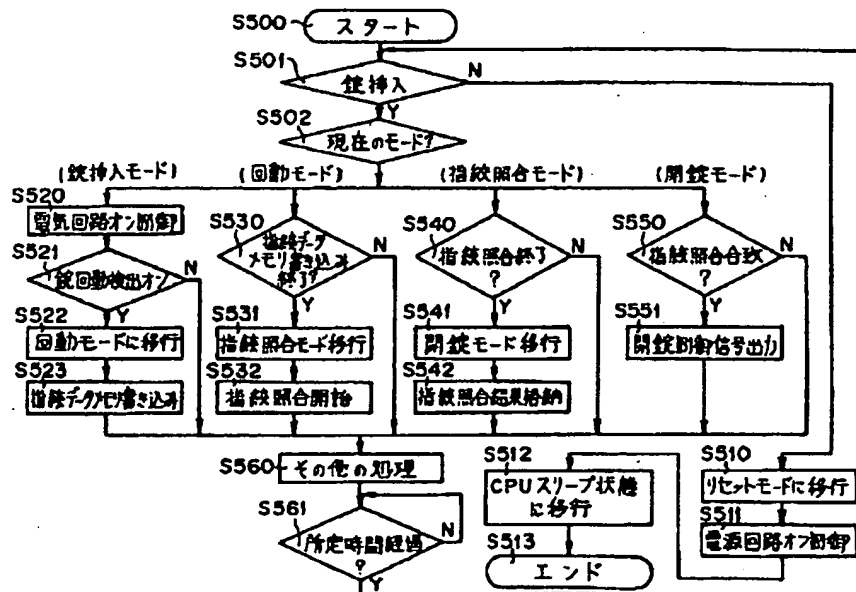 S500
スタート
S501
錠挿入
N
Y
S502
現在のモード?
(錠挿入モード)
(回動モード)
(指紋照合モード)
(閉錠モード)
S520
電気回路オン制御
S521
錠回動検出オン
N
Y
S522
回動モードに移行
S523
指紋データメモリ書き込み
S530
指紋データ
メモリ書き込み
終了?
N
Y
S531
指紋照合モード移行
S532
指紋照合開始
S540
指紋照合終了
?
N
Y
S541
閉錠モード移行
S542
指紋照合結果格納
S550
指紋照合合致
?
N
Y
S551
閉錠制御信号出力
S560
その他の処理
S561
所定時間経過
?
N
Y
S512
CPUスリープ状態
に移行
S513
エンド
S510
リセットモードに移行
S511
電源回路オフ制御